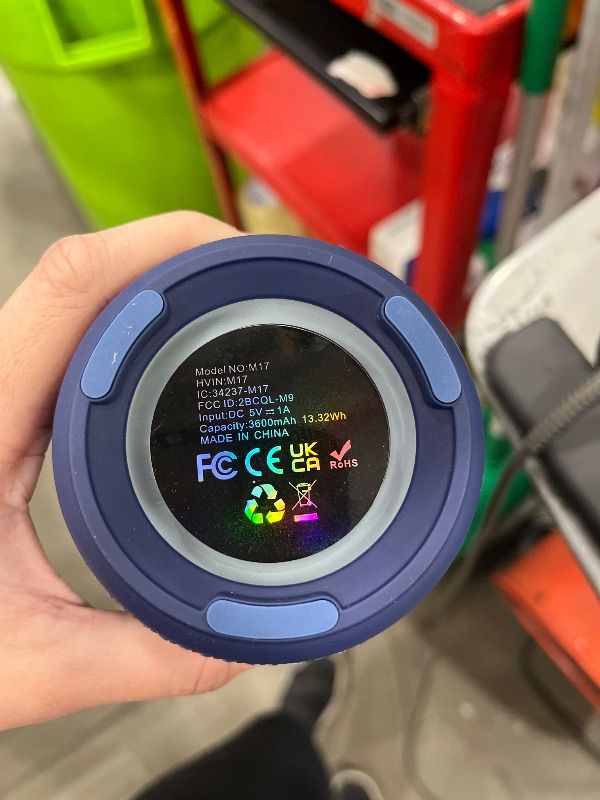 Model NO:M17
HVIN:M17
IC:34237-M17
FCC ID:2BCQL-M9
Input:DC 5V⎓1A
Capacity:3600mAh 13.32Wh
MADE IN CHINA
FC CE UK CA RoHS